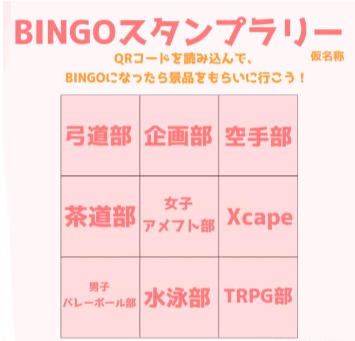 BINGOスタンプラリー
仮名称
QRコードを読み込んで、
BINGOになったら景品をもらいに行こう！
弓道部
企画部
空手部
茶道部
女子
アメフト部
Xcape
男子
バレーボール部
水泳部
TRPG部